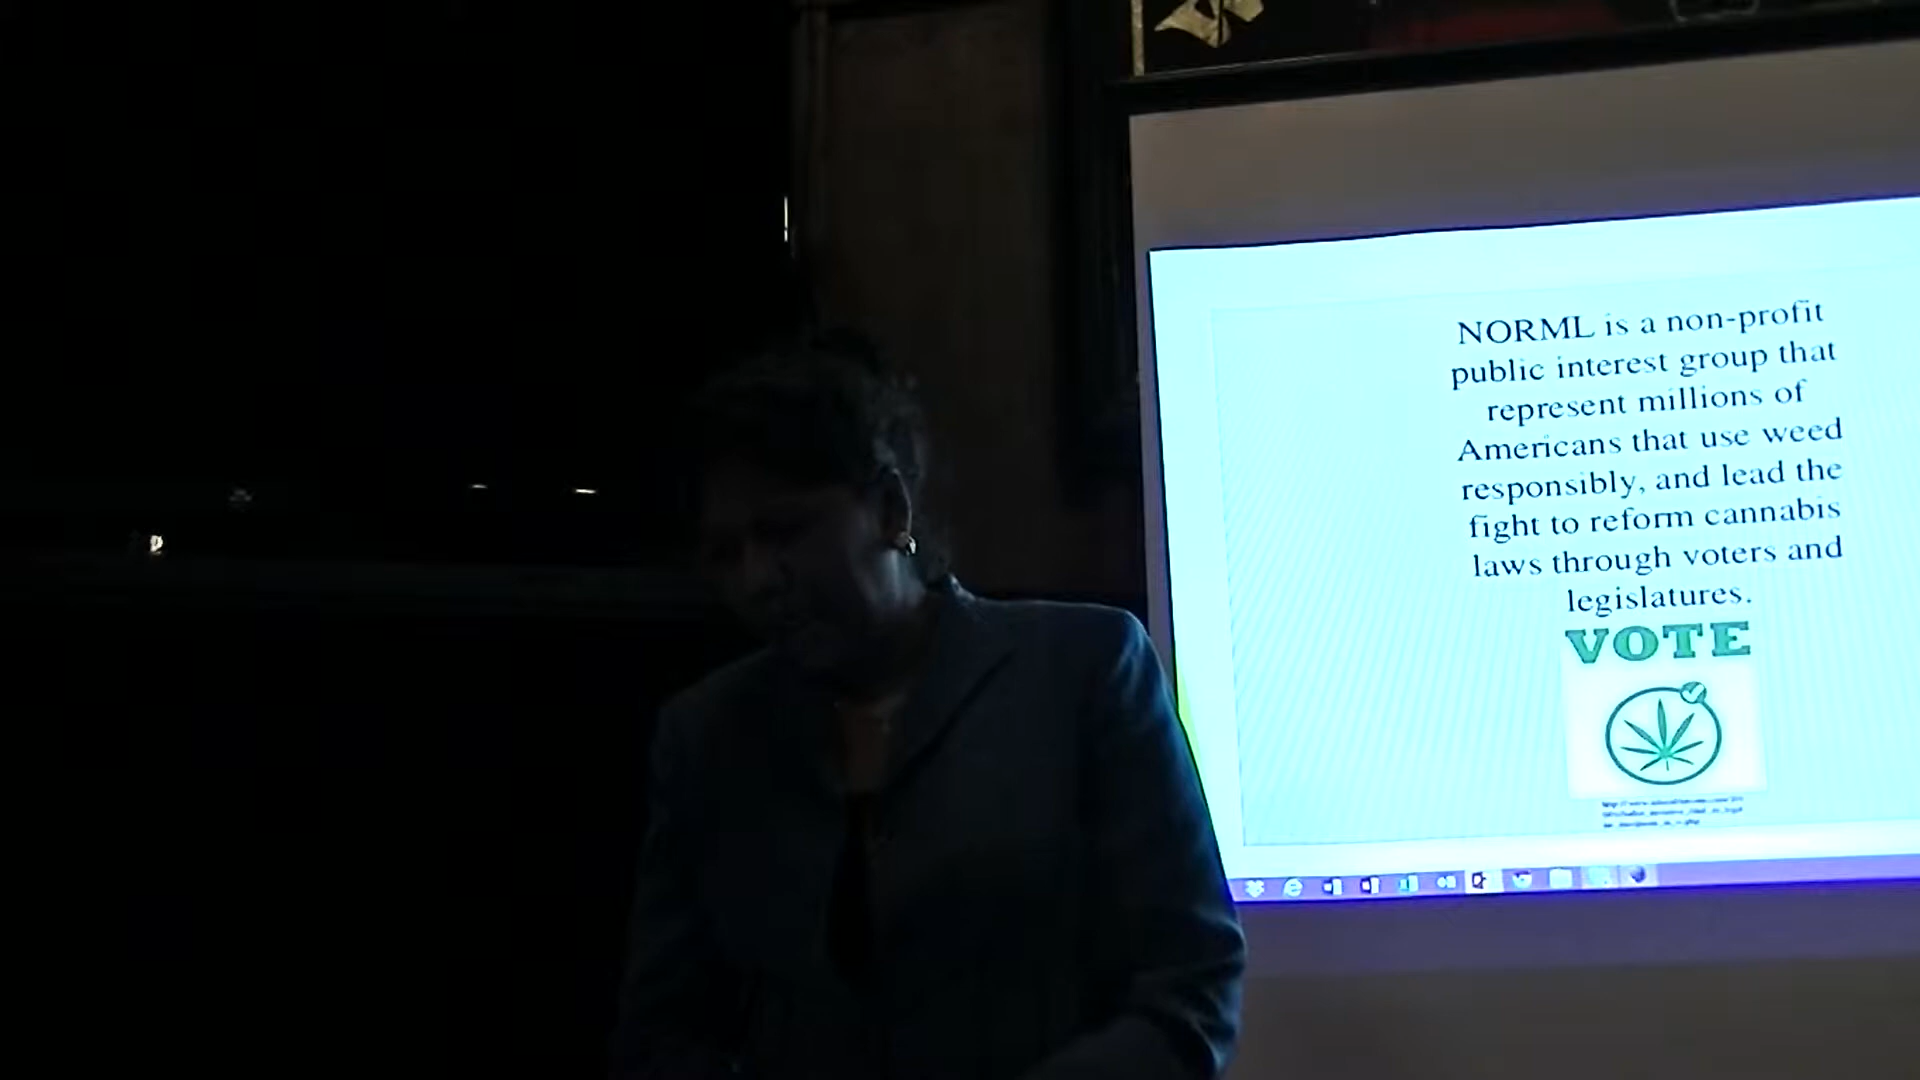 NORML is a non-profit
public interest group that
represent millions of
Americans that use weed
responsibly, and lead the
fight to reform cannabis
laws through voters and
legislatures.
VOTE